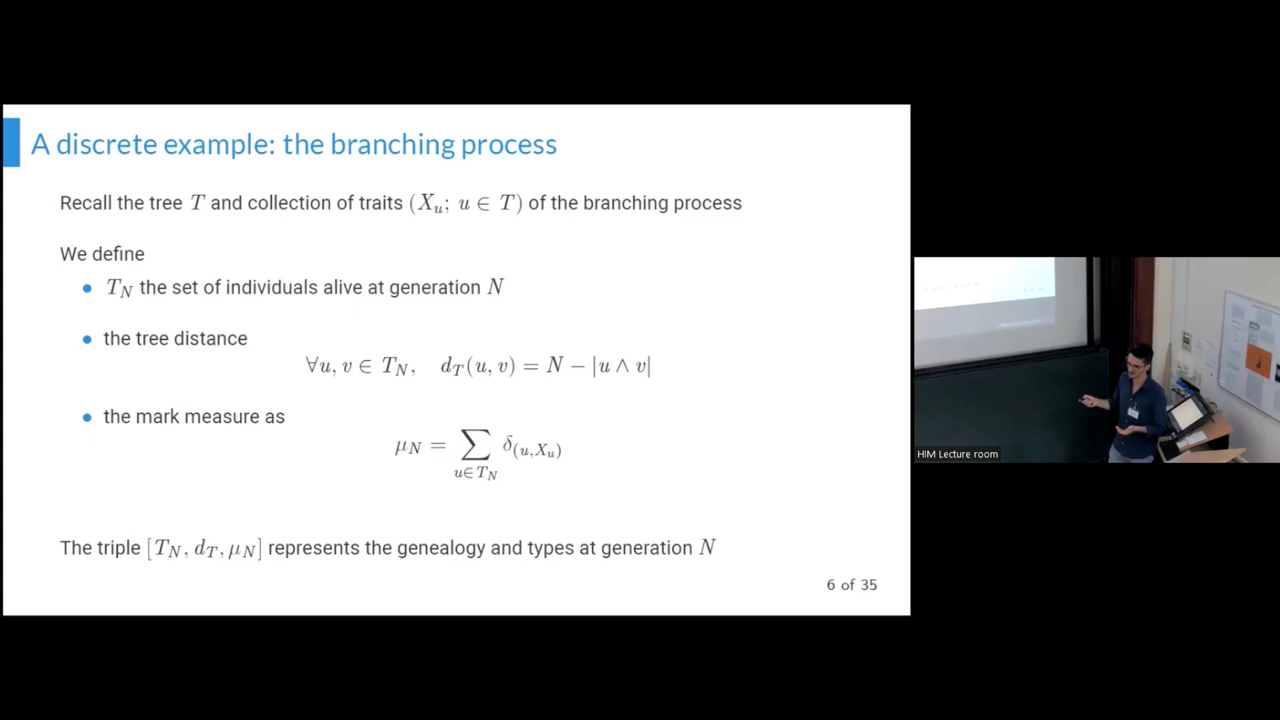 A discrete example: the branching process
Recall the tree T and collection of traits (X_u; u ∈ T) of the branching process
We define
• T_N the set of individuals alive at generation N
• the tree distance
∀u, v ∈ T_N, d_T(u, v) = N − |u ∧ v|
• the mark measure as
μ_N = ∑_{u∈T_N} δ_{(u,X_u)}
The triple [T_N, d_T, μ_N] represents the genealogy and types at generation N
6 of 35
HIM Lecture room